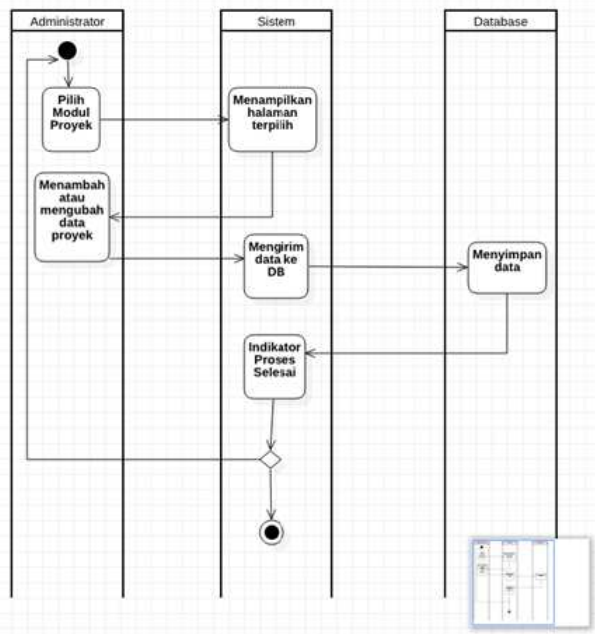 Administrator
Sistem
Database
Pilih
Modul
Proyek
Menampilkan
halaman
terpilih
Menambah
atau
mengubah
data
proyek
Mengirim
data ke
DB
Menyimpan
data
Indikator
Proses
Selesai